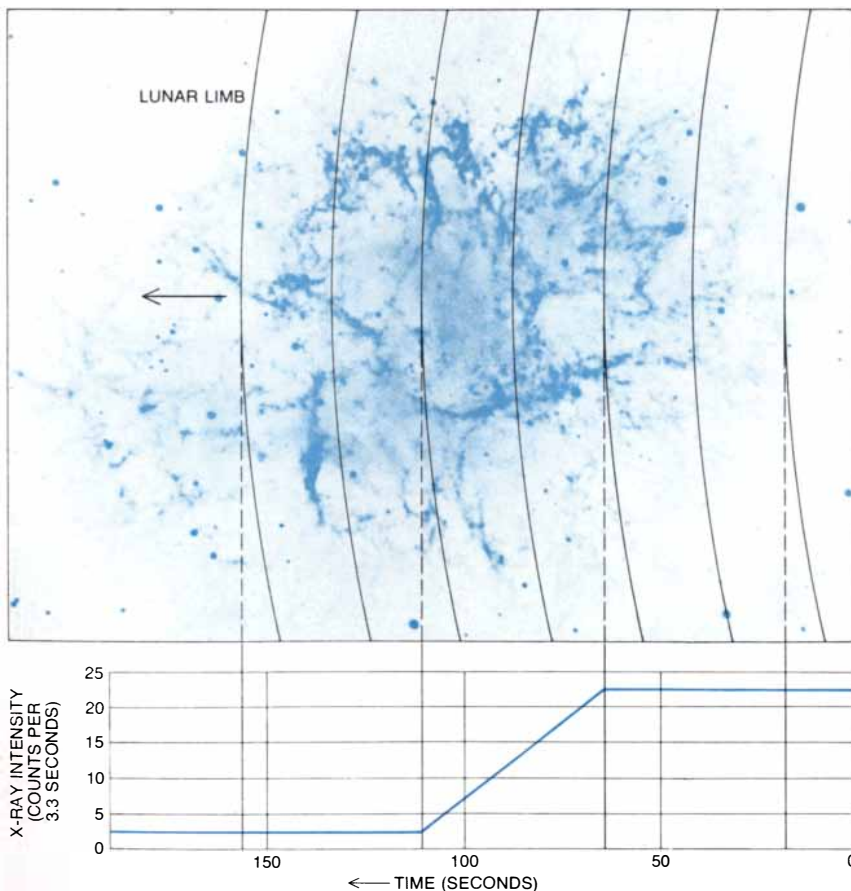 LUNAR LIMB
25
20
15
10
5
0
X-RAY INTENSITY
(COUNTS PER
3.3 SECONDS)
150
100
50
0
← TIME (SECONDS)